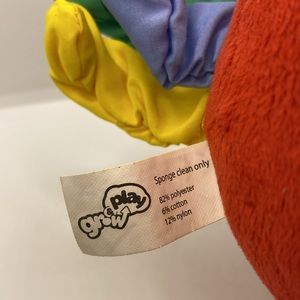 play
&
grow
Sponge clean only
82% polyester
6% cotton
12% nylon